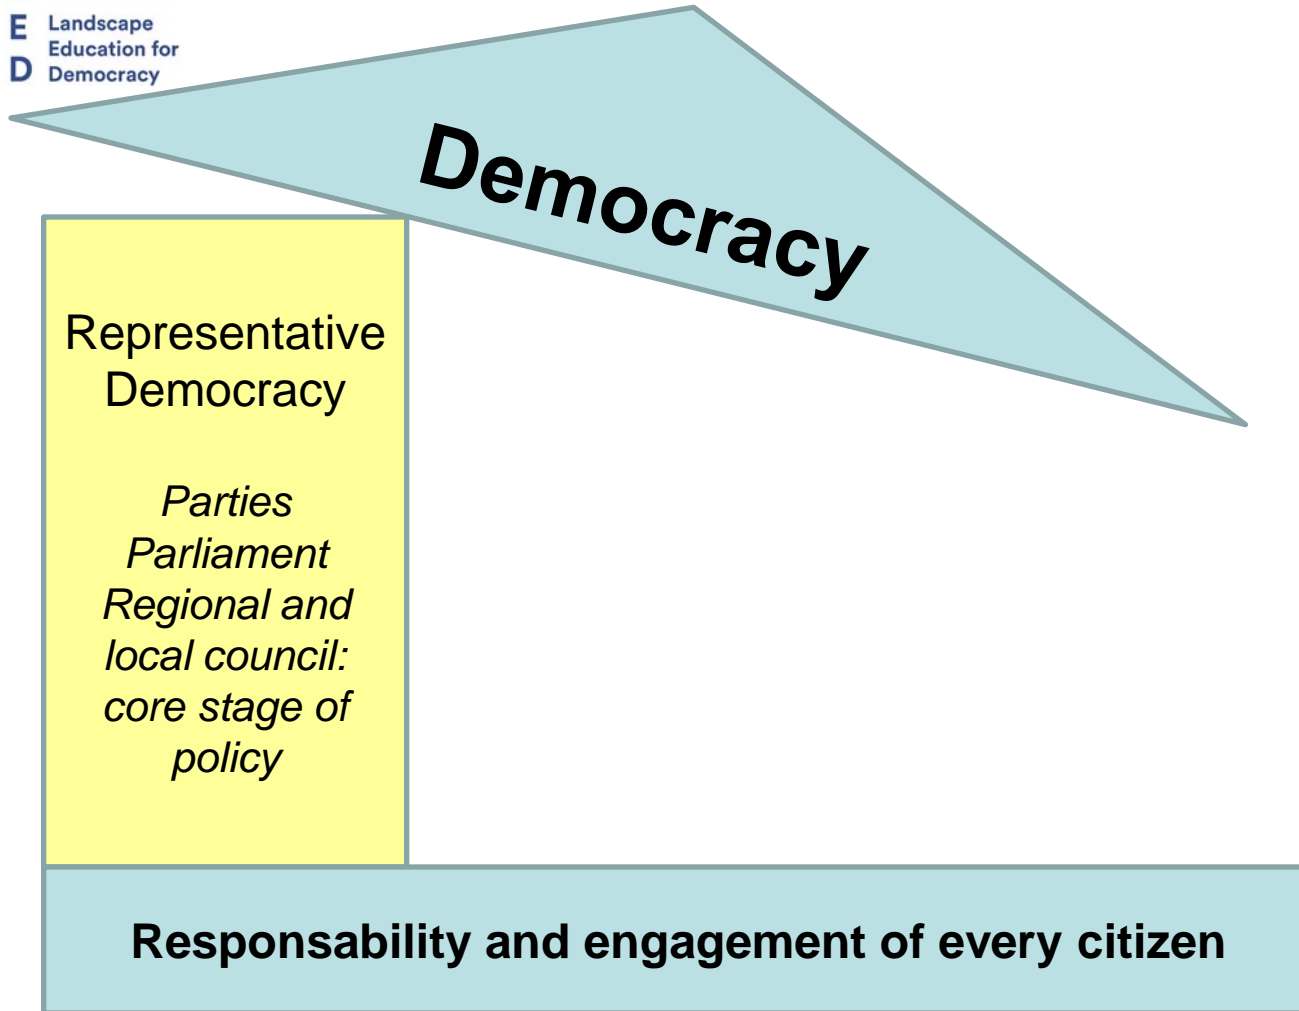 E Landscape
Education for
D Democracy
Democracy
Representative
Democracy
Parties
Parliament
Regional and
local council:
core stage of
policy
Responsability and engagement of every citizen